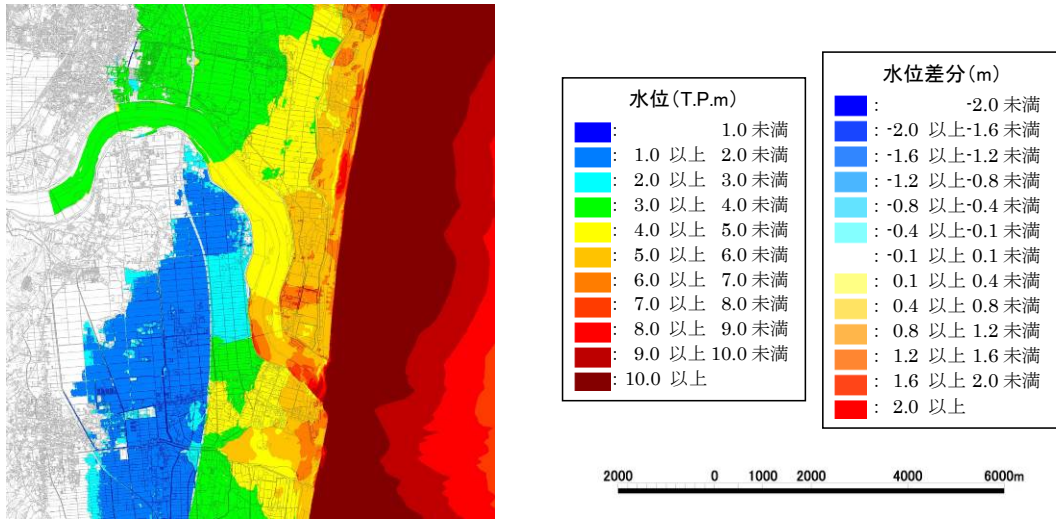 水位(T.P.m)
: 1.0 未満
: 1.0 以上 2.0 未満
: 2.0 以上 3.0 未満
: 3.0 以上 4.0 未満
: 4.0 以上 5.0 未満
: 5.0 以上 6.0 未満
: 6.0 以上 7.0 未満
: 7.0 以上 8.0 未満
: 8.0 以上 9.0 未満
: 9.0 以上 10.0 未満
: 10.0 以上
水位差分(m)
: -2.0 未満
: -2.0 以上-1.6 未満
: -1.6 以上-1.2 未満
: -1.2 以上-0.8 未満
: -0.8 以上-0.4 未満
: -0.4 以上-0.1 未満
: -0.1 以上 0.1 未満
: 0.1 以上 0.4 未満
: 0.4 以上 0.8 未満
: 0.8 以上 1.2 未満
: 1.2 以上 1.6 未満
: 1.6 以上 2.0 未満
: 2.0 以上
2000 0 1000 2000 4000 6000m